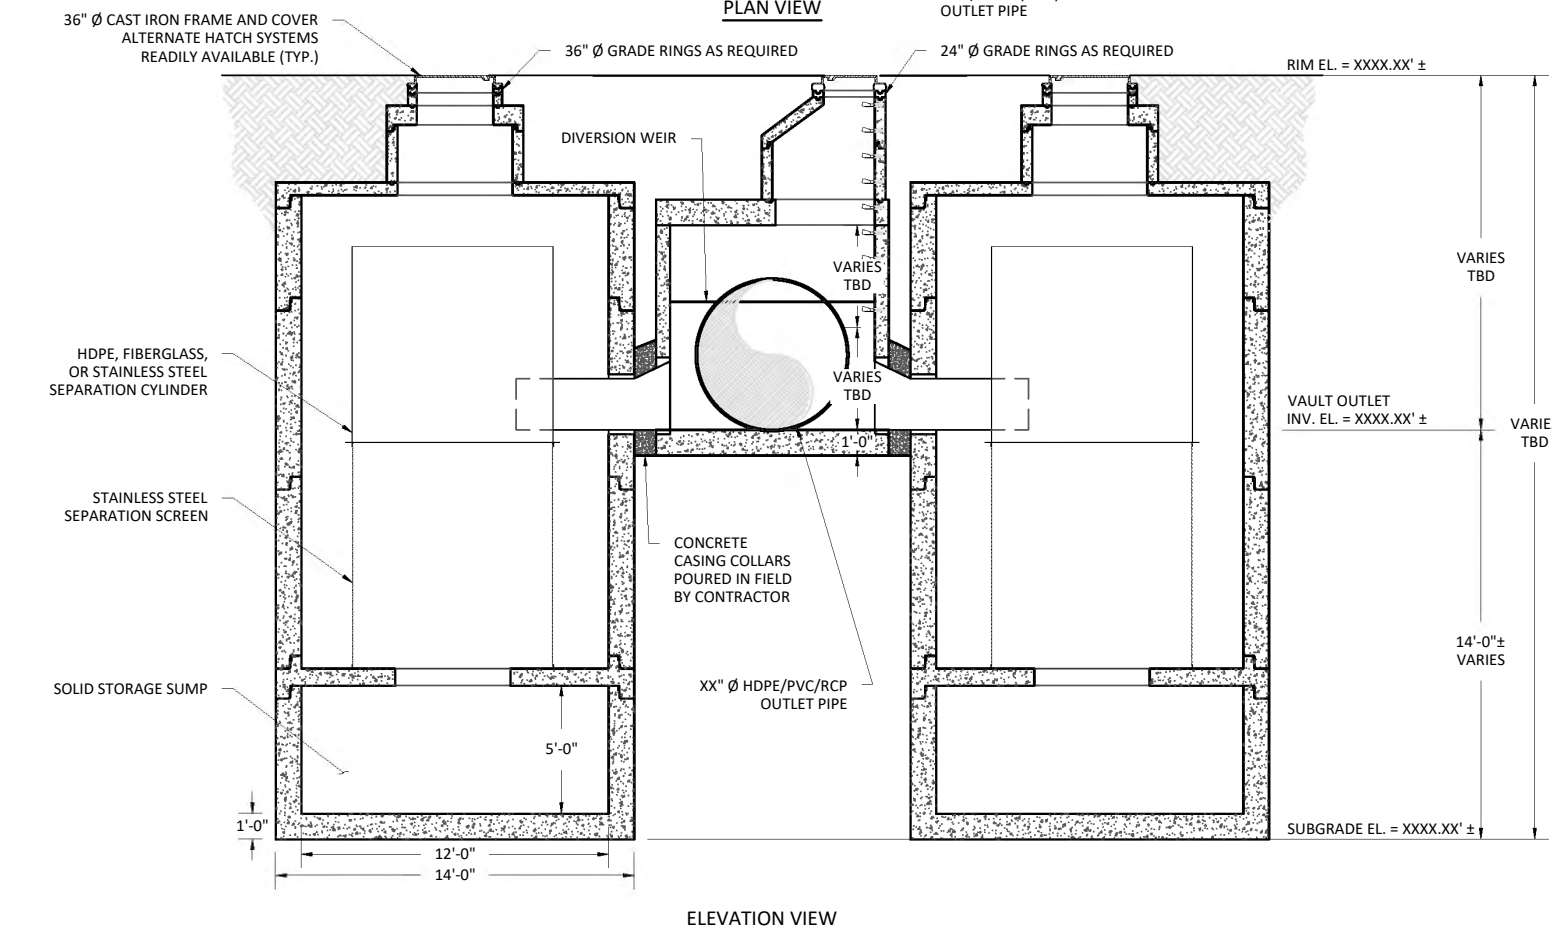 PLAN VIEW
OUTLET PIPE
36" Ø CAST IRON FRAME AND COVER
ALTERNATE HATCH SYSTEMS
READILY AVAILABLE (TYP.)
36" Ø GRADE RINGS AS REQUIRED
24" Ø GRADE RINGS AS REQUIRED
RIM EL. = XXXX.XX' ±
DIVERSION WEIR
VARIES
TBD
VARIES
TBD
HDPE, FIBERGLASS,
OR STAINLESS STEEL
SEPARATION CYLINDER
VARIES
TBD
VAULT OUTLET
INV. EL. = XXXX.XX' ±
VARIE
TBD
1'-0"
STAINLESS STEEL
SEPARATION SCREEN
CONCRETE
CASING COLLARS
POURED IN FIELD
BY CONTRACTOR
14'-0"±
VARIES
SOLID STORAGE SUMP
XX" Ø HDPE/PVC/RCP
OUTLET PIPE
5'-0"
1'-0"
SUBGRADE EL. = XXXX.XX' ±
12'-0"
14'-0"
ELEVATION VIEW